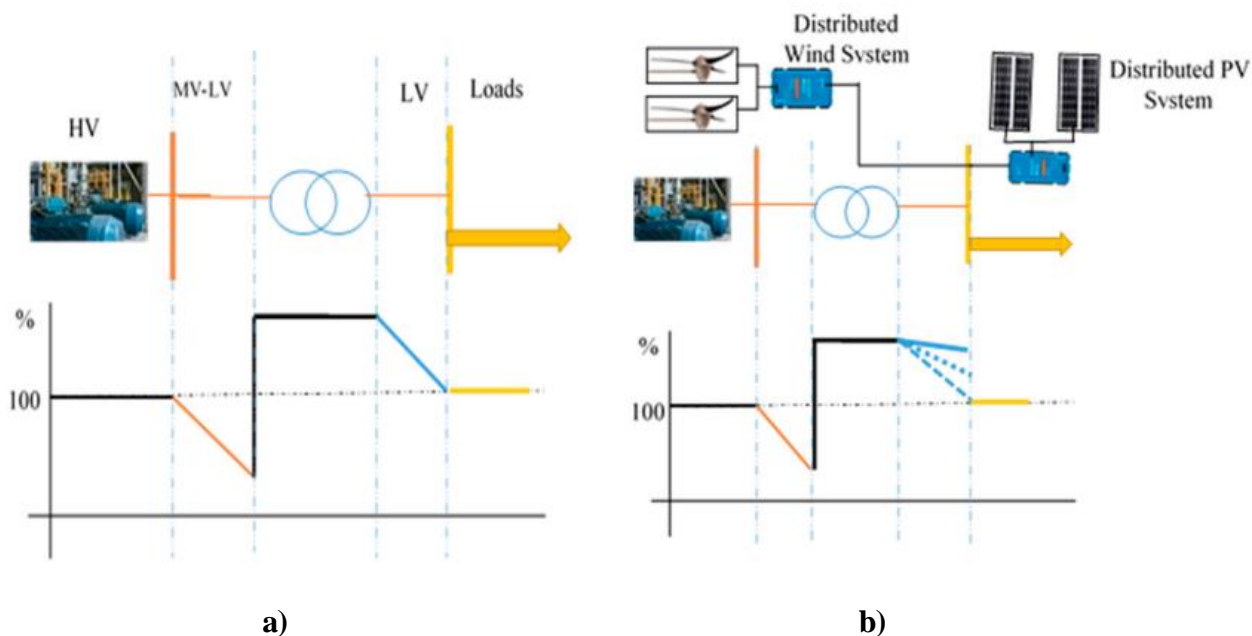 HV
MV-LV
LV
Loads
%
100
a)
Distributed
Wind Svstem
Distributed PV
Svstem
%
100
b)